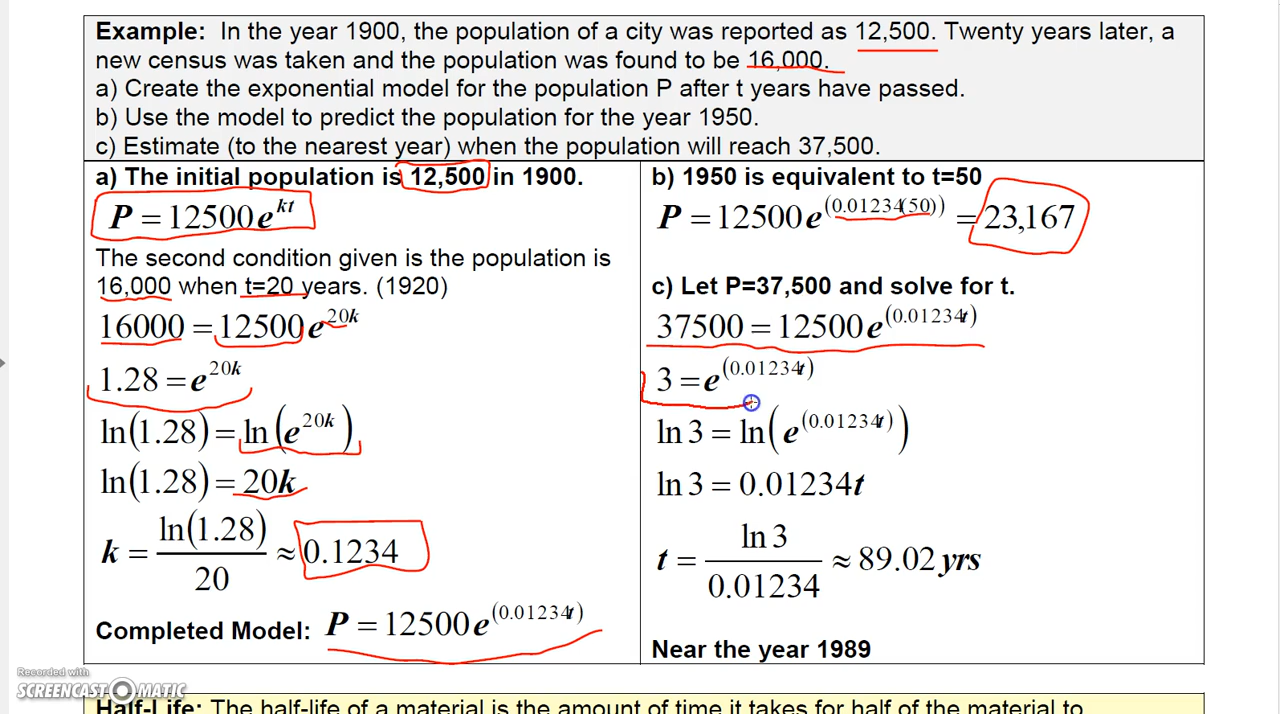 Example: In the year 1900, the population of a city was reported as 12,500. Twenty years later, a
new census was taken and the population was found to be 16,000.
a) Create the exponential model for the population P after t years have passed.
b) Use the model to predict the population for the year 1950.
c) Estimate (to the nearest year) when the population will reach 37,500.
a) The initial population is 12,500 in 1900.
P = 12500e^{kt}
The second condition given is the population is
16,000 when t=20 years. (1920)
16000 = 12500e^{20k}
1.28 = e^{20k}
ln(1.28) = ln(e^{20k})
ln(1.28) = 20k
k = ln(1.28)/20 ≈ 0.1234
Completed Model: P = 12500e^{(0.01234t)}
b) 1950 is equivalent to t=50
P = 12500e^{(0.01234(50))} = 23,167
c) Let P=37,500 and solve for t.
37500 = 12500e^{(0.01234t)}
3 = e^{(0.01234t)}
ln 3 = ln(e^{(0.01234t)})
ln 3 = 0.01234t
t = ln 3/0.01234 ≈ 89.02 yrs
Near the year 1989
Recorded with
SCREENCAST-O-MATIC
Half-Life: The half-life of a material is the amount of time it takes for half of the material to